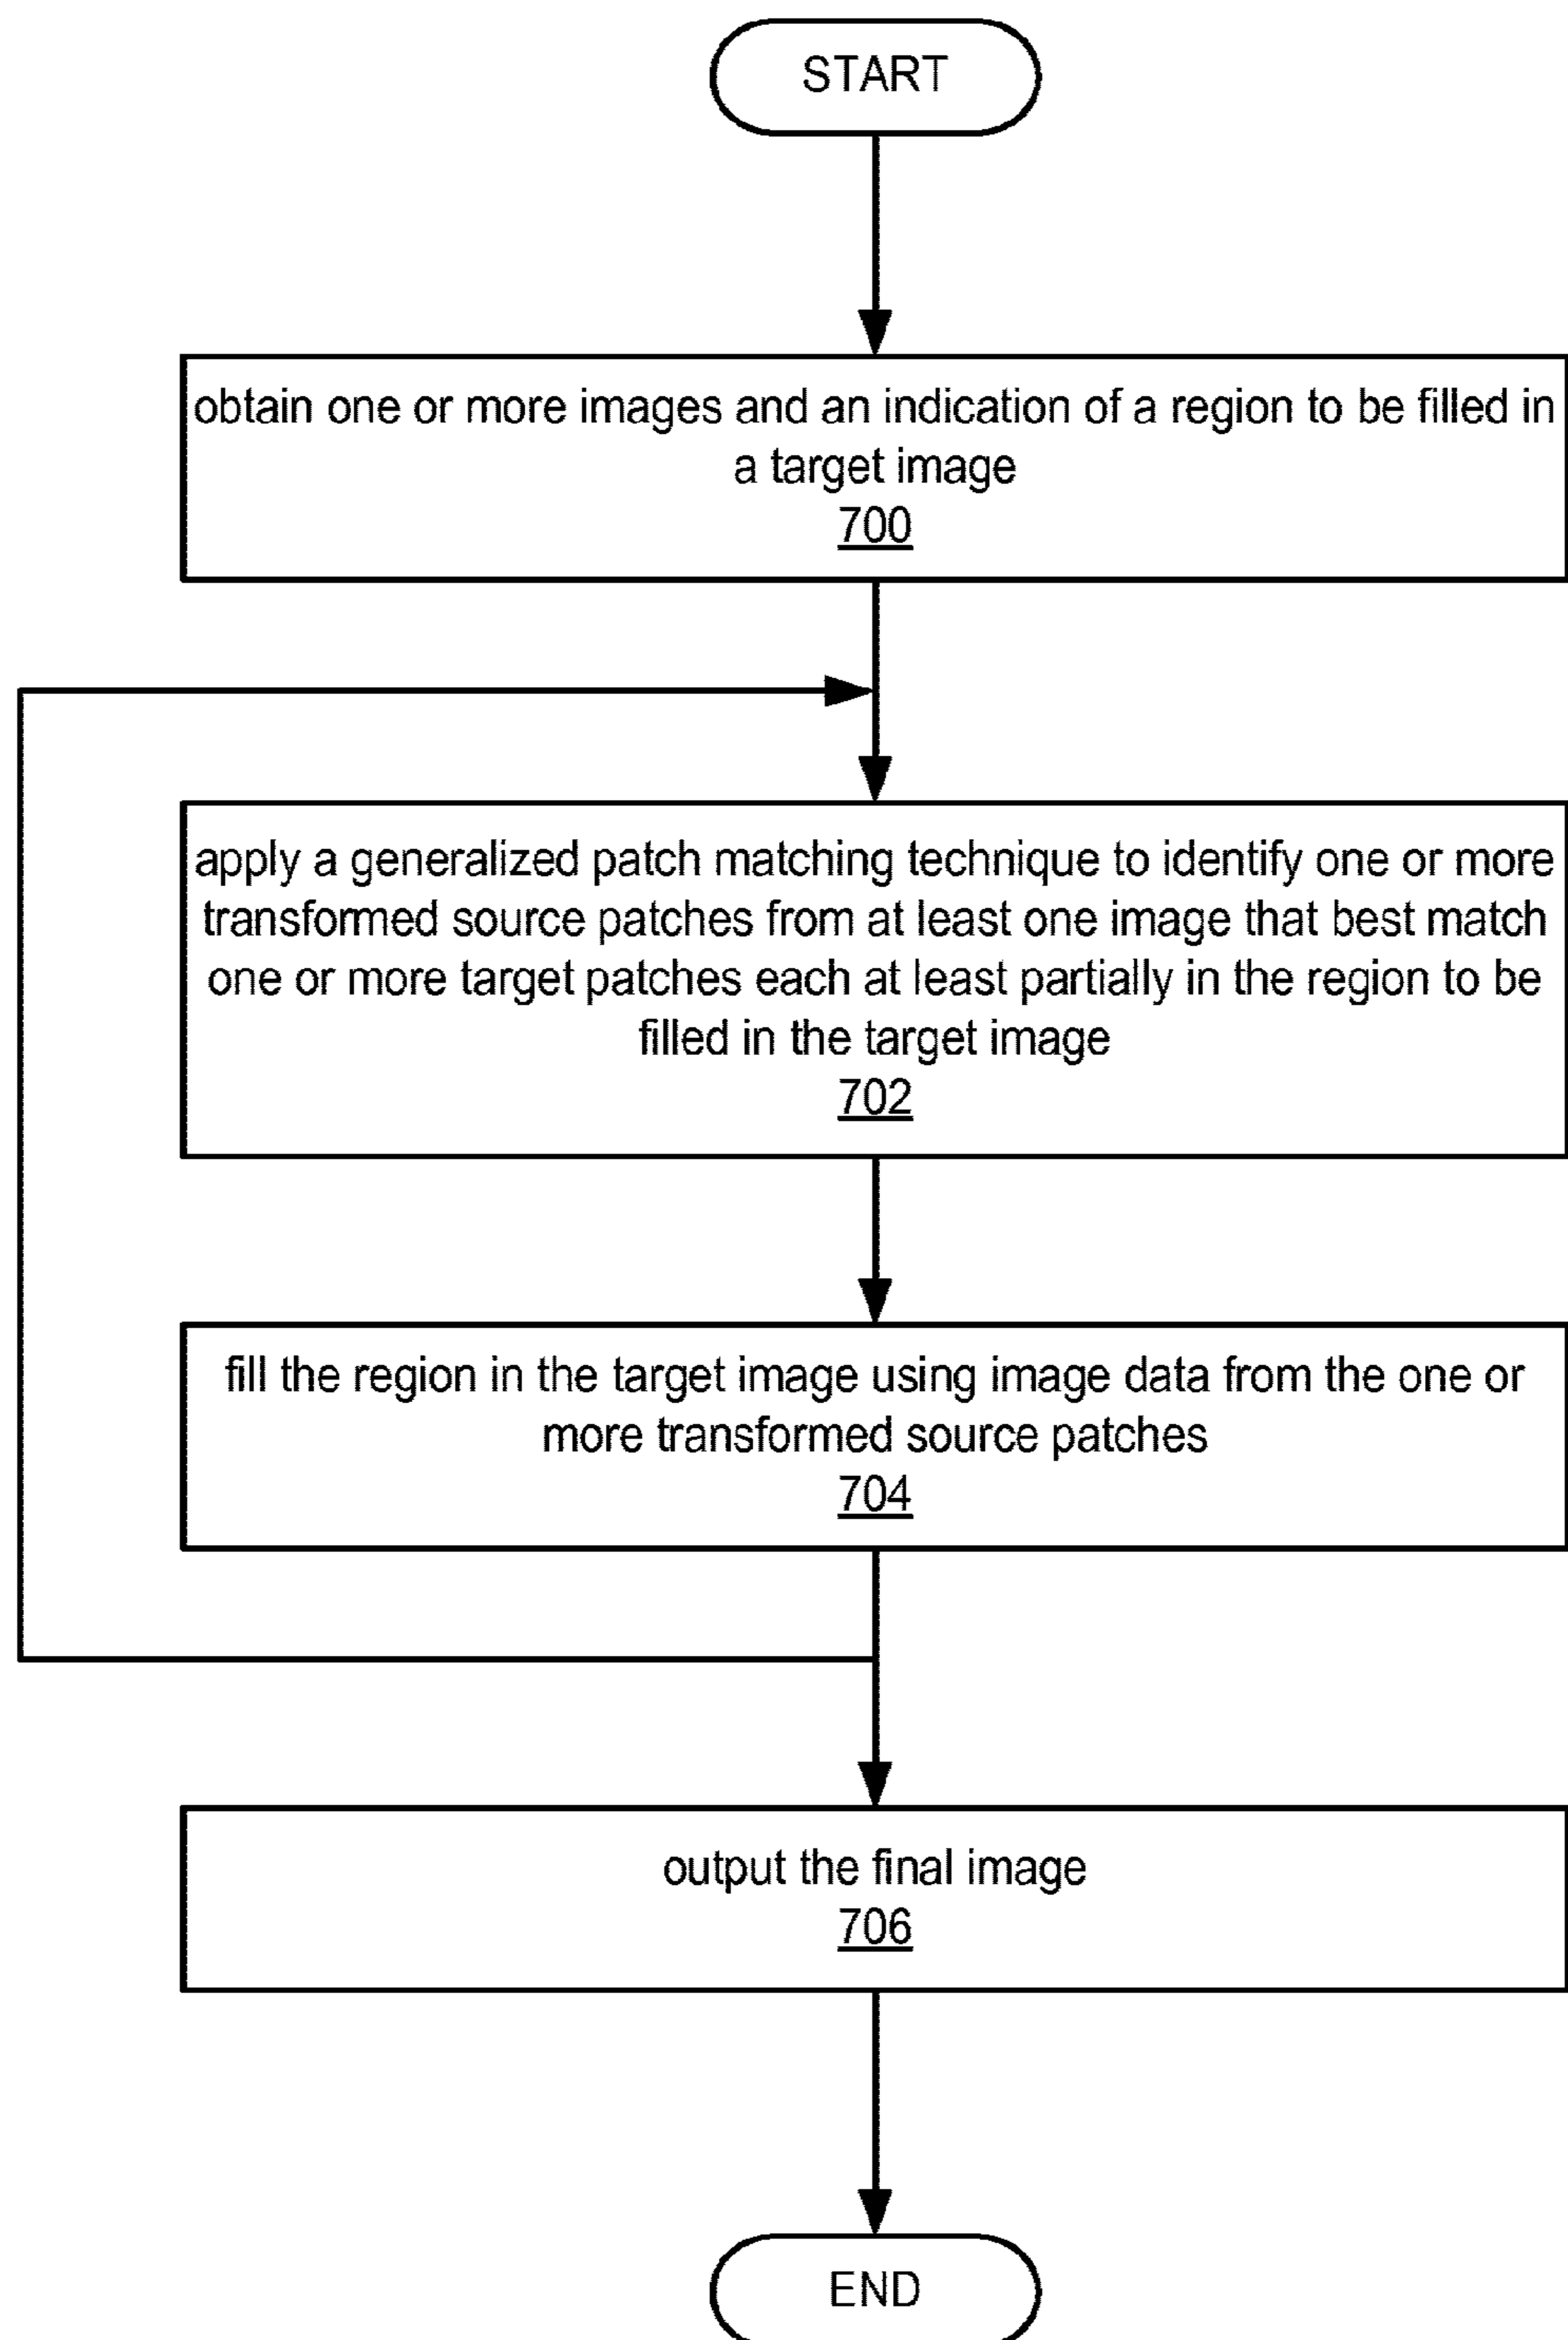 START
obtain one or more images and an indication of a region to be filled in
a target image
700
apply a generalized patch matching technique to identify one or more
transformed source patches from at least one image that best match
one or more target patches each at least partially in the region to be
filled in the target image
702
fill the region in the target image using image data from the one or
more transformed source patches
704
output the final image
706
END